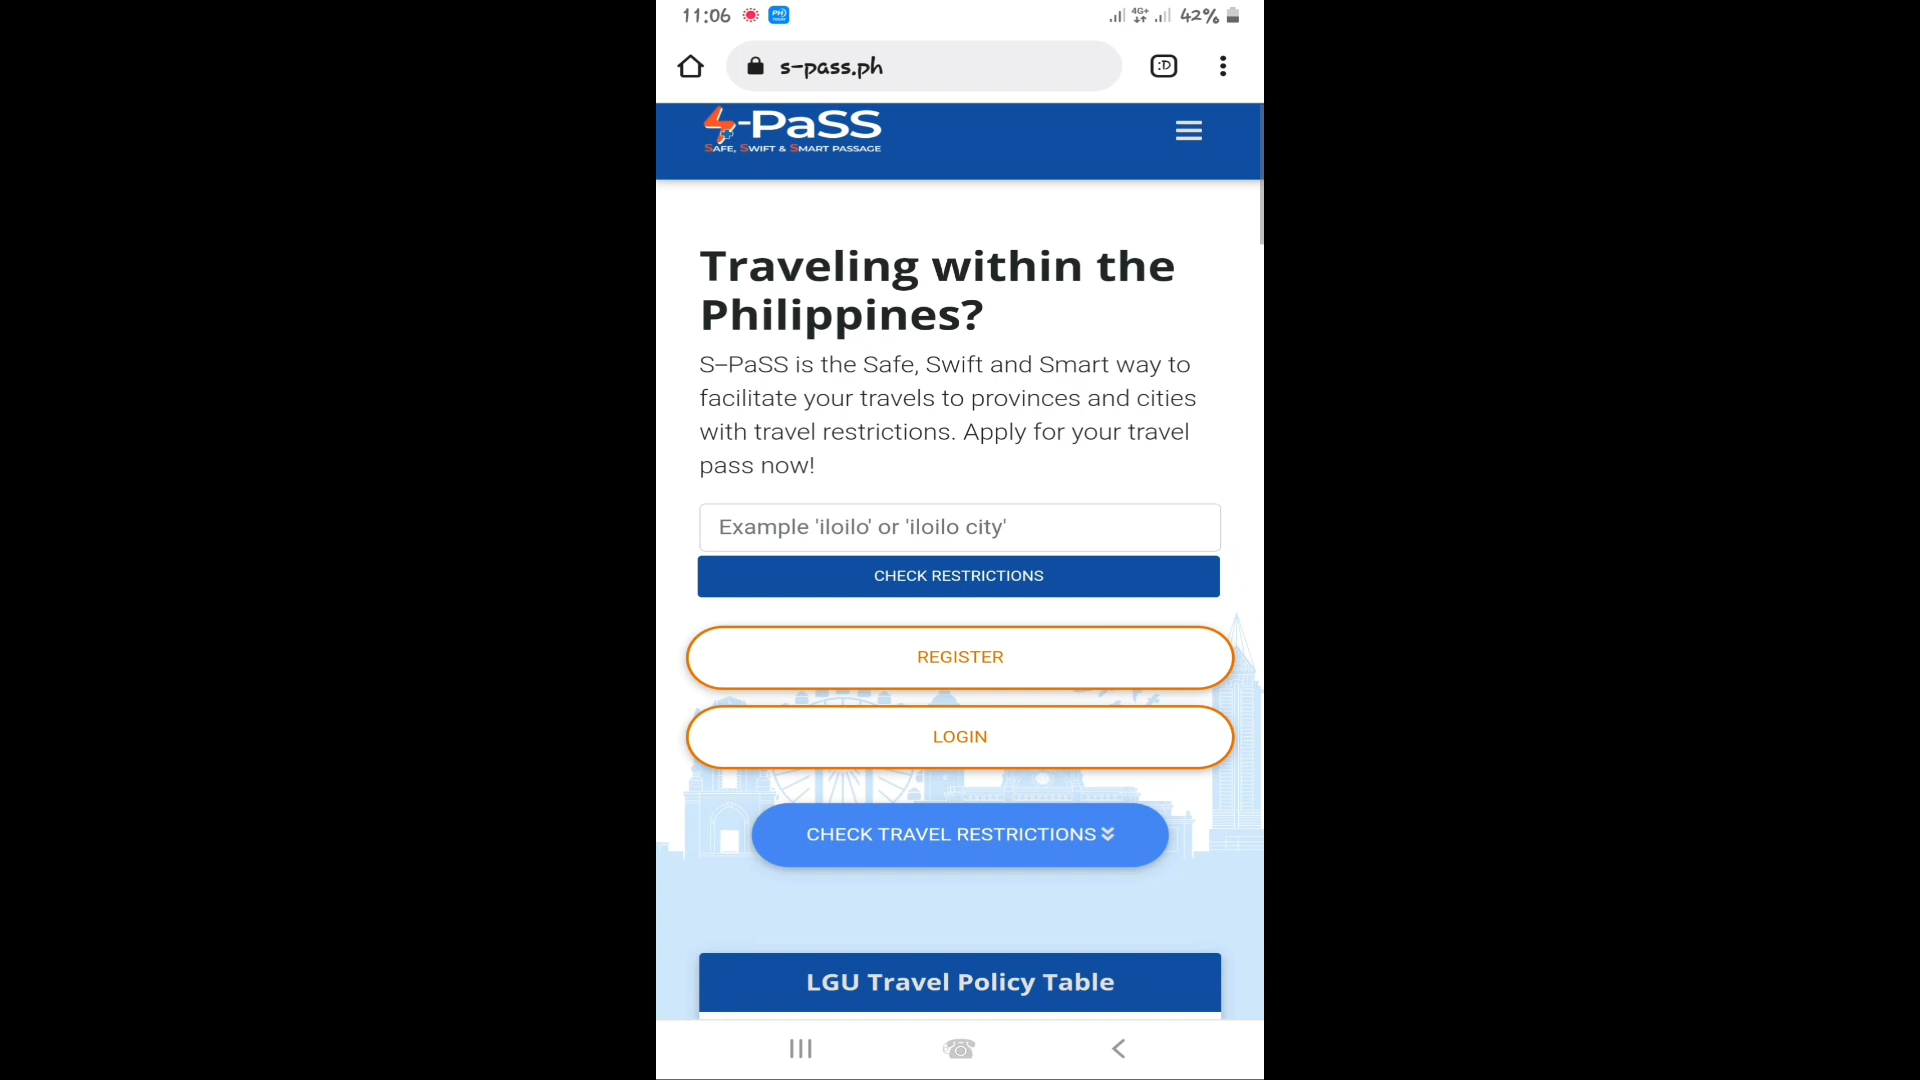 11:06 PH 4G+ 42%
s-pass.ph :D
S-PaSS
SAFE, SWIFT & SMART PASSAGE
Traveling within the
Philippines?
S-PaSS is the Safe, Swift and Smart way to
facilitate your travels to provinces and cities
with travel restrictions. Apply for your travel
pass now!
Example 'iloilo' or 'iloilo city'
CHECK RESTRICTIONS
REGISTER
LOGIN
CHECK TRAVEL RESTRICTIONS
LGU Travel Policy Table